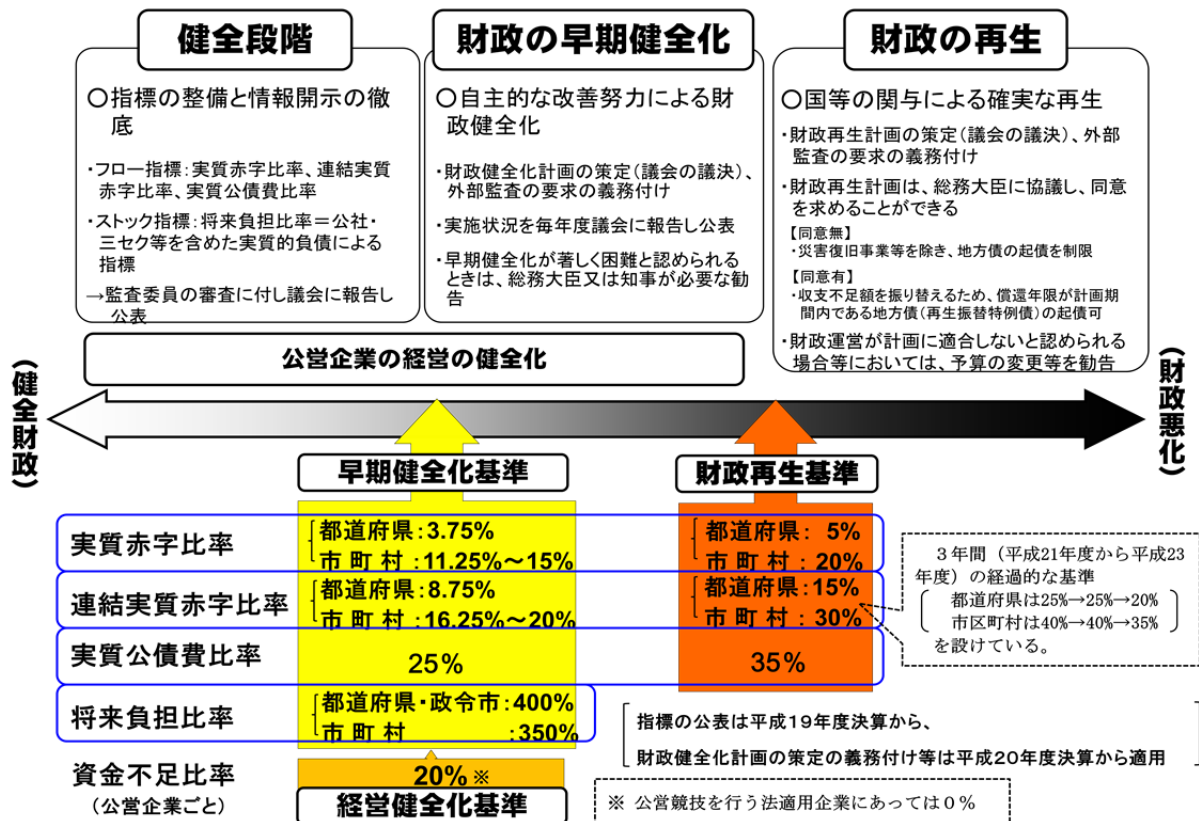 健全段階
○指標の整備と情報開示の徹
底
・フロー指標：実質赤字比率、連結実質
赤字比率、実質公債費比率
・ストック指標：将来負担比率＝公社・
三セク等を含めた実質的負債による
指標
→監査委員の審査に付し議会に報告し
公表
財政の早期健全化
○自主的な改善努力による財
政健全化
・財政健全化計画の策定（議会の議決）、
外部監査の要求の義務付け
・実施状況を毎年度議会に報告し公表
・早期健全化が著しく困難と認められる
ときは、総務大臣又は知事が必要な勧
告
財政の再生
○国等の関与による確実な再生
・財政再生計画の策定（議会の議決）、外部
監査の要求の義務付け
・財政再生計画は、総務大臣に協議し、同意
を求めることができる
【同意無】
・災害復旧事業等を除き、地方債の起債を制限
【同意有】
・収支不足額を振り替えるため、償還年限が計画期
間内である地方債（再生振替特例債）の起債可
・財政運営が計画に適合しないと認められる
場合等においては、予算の変更等を勧告
公営企業の経営の健全化
（健全財政）
（財政悪化）
早期健全化基準
財政再生基準
実質赤字比率
都道府県：3.75%
市町村：11.25%～15%
都道府県： 5%
市町村： 20%
連結実質赤字比率
都道府県：8.75%
市町村：16.25%～20%
都道府県：15%
市町村： 30%
実質公債費比率
25%
35%
将来負担比率
都道府県・政令市：400%
市町村 ：350%
資金不足比率
（公営企業ごと）
20%※
経営健全化基準
３年間（平成21年度から平成23
年度）の経過的な基準
都道府県は25%→25%→20%
市区町村は40%→40%→35%
を設けている。
指標の公表は平成１９年度決算から、
財政健全化計画の策定の義務付け等は平成２０年度決算から適用
※ 公営競技を行う法適用企業にあっては０％